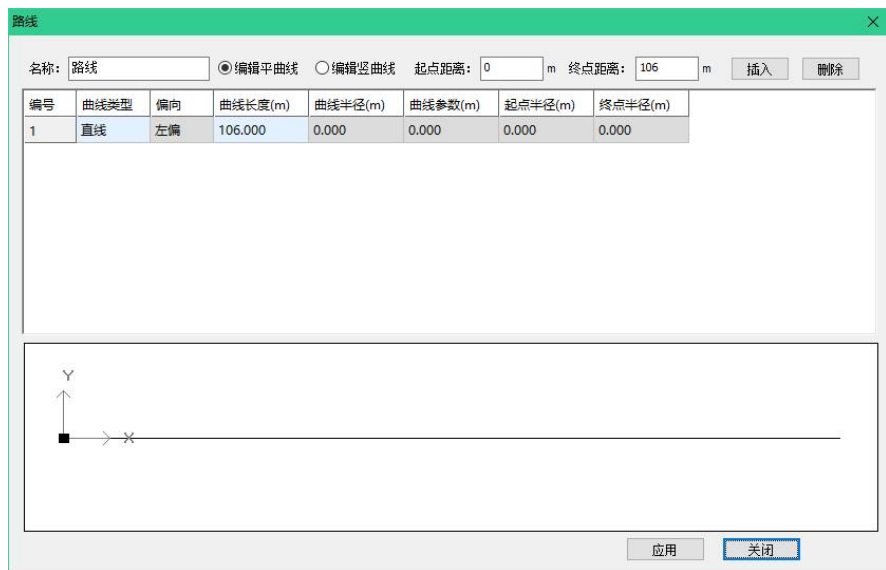 路线
名称: 路线 编辑平曲线 编辑竖曲线 起点距离: 0 m 终点距离: 106 m 插入 删除
编号 曲线类型 偏向 曲线长度(m) 曲线半径(m) 曲线参数(m) 起点半径(m) 终点半径(m)
1 直线 左偏 106.000 0.000 0.000 0.000 0.000
Y
X
应用 关闭